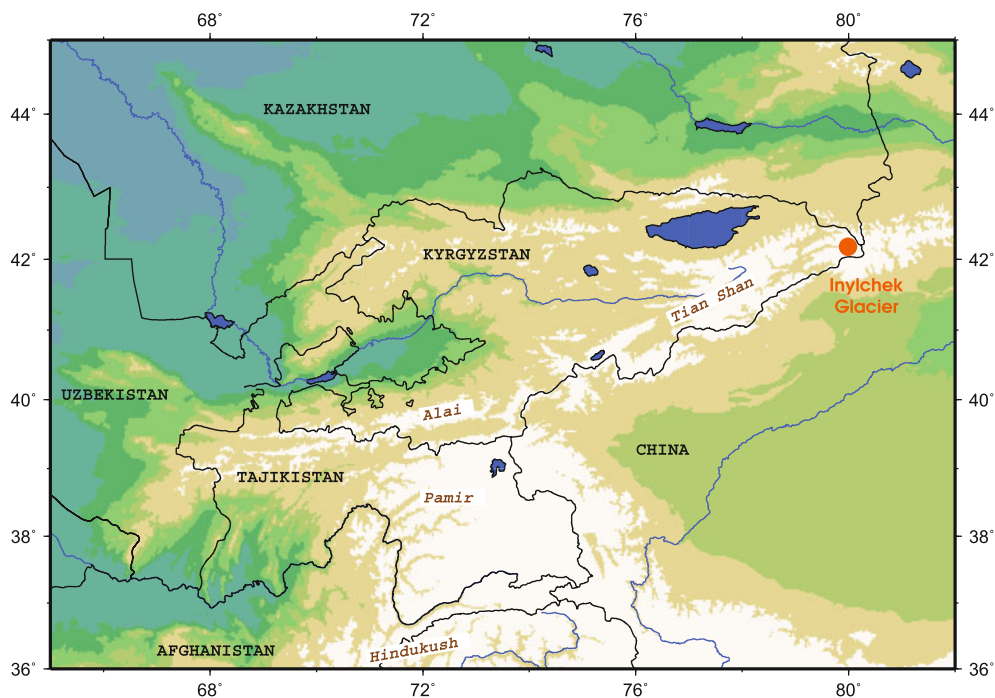 68° 72° 76° 80°
44° KAZAKHSTAN 44°
42° KYRGYZSTAN 42°
Inylchek
Glacier
Tian Shan
40° UZBEKISTAN 40°
Alai
CHINA
TAJIKISTAN
Pamir
38° 38°
AFGHANISTAN
Hindukush
36° 36°
68° 72° 76° 80°